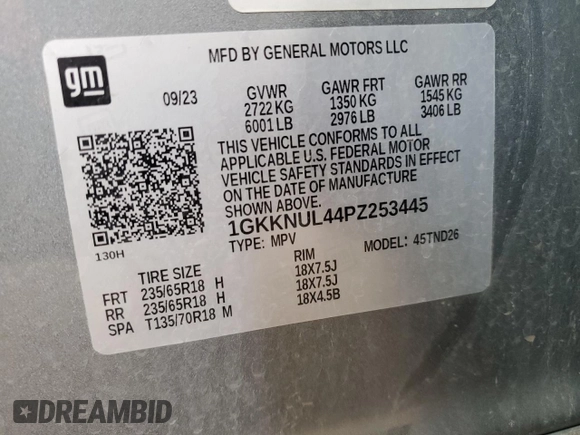 gm
MFD BY GENERAL MOTORS LLC
09/23
GVWR GAWR FRT GAWR RR
2722 KG 1350 KG 1545 KG
6001 LB 2976 LB 3406 LB
THIS VEHICLE CONFORMS TO ALL
APPLICABLE U.S. FEDERAL MOTOR
VEHICLE SAFETY STANDARDS IN EFFECT
ON THE DATE OF MANUFACTURE
SHOWN ABOVE.
1GKKNUL44PZ253445
TYPE: MPV MODEL: 45TND26
130H
TIRE SIZE RIM
FRT 235/65R18 H 18X7.5J
RR 235/65R18 H 18X7.5J
SPA T135/70R18 M 18X4.5B
DREAMBID